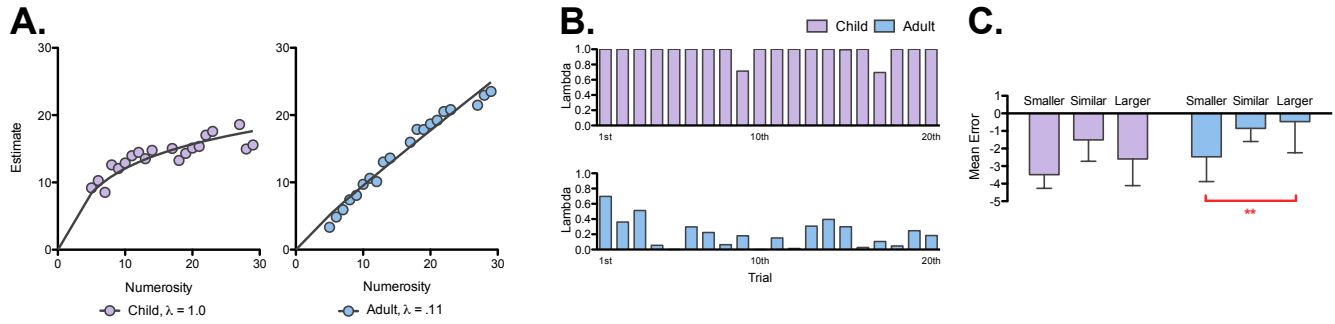 A.
30
20
10
0
Estimate
0 10 20 30
Numerosity
Child, λ = 1.0
30
20
10
0
0 10 20 30
Numerosity
Adult, λ = .11
B.
Child Adult
1.0
0.8
0.6
0.4
0.2
0.0
Lambda
1st 10th 20th
1.0
0.8
0.6
0.4
0.2
0.0
Lambda
1st 10th 20th
Trial
C.
1
0
-1
-2
-3
-4
-5
Mean Error
Smaller Similar Larger Smaller Similar Larger
**